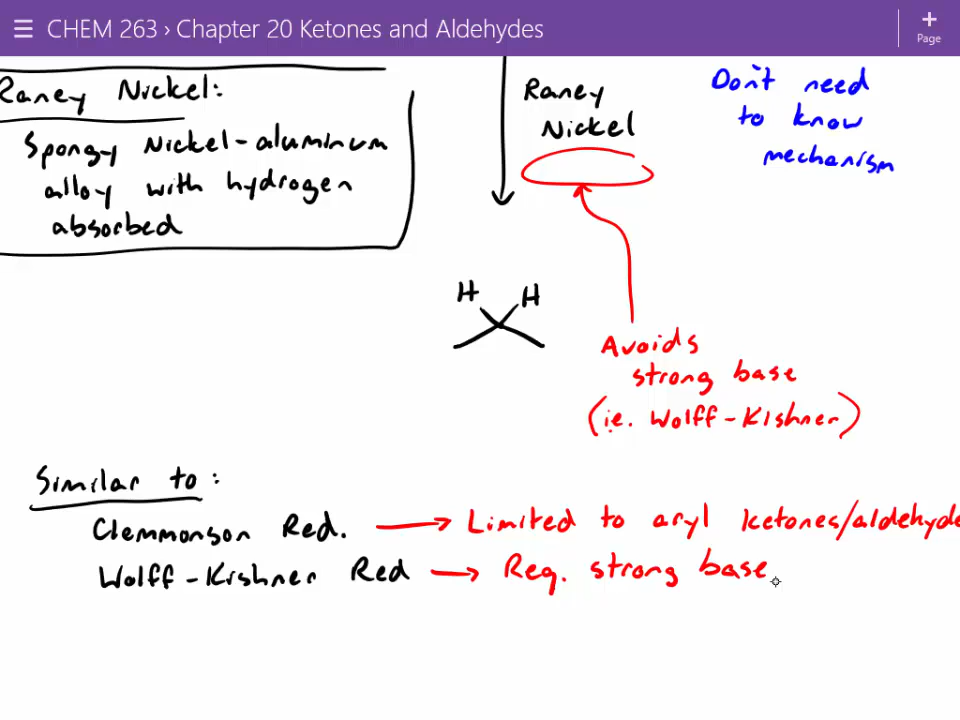 CHEM 263 › Chapter 20 Ketones and Aldehydes
Page
Raney Nickel:
Spongy Nickel-aluminum
alloy with hydrogen
absorbed
Raney
Nickel
Don't need
to know
mechanism
H H
Avoids
strong base
(ie. Wolff-Kishner)
Similar to:
Clemmonson Red. → Limited to aryl ketones/aldehyde
Wolff-Kishner Red → Req. strong base